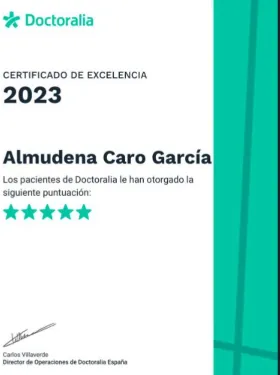 Doctoralia
CERTIFICADO DE EXCELENCIA
2023
Almudena Caro García
Los pacientes de Doctoralia le han otorgado la
siguiente puntuación:
Carlos Villaverde
Director de Operaciones de Doctoralia España